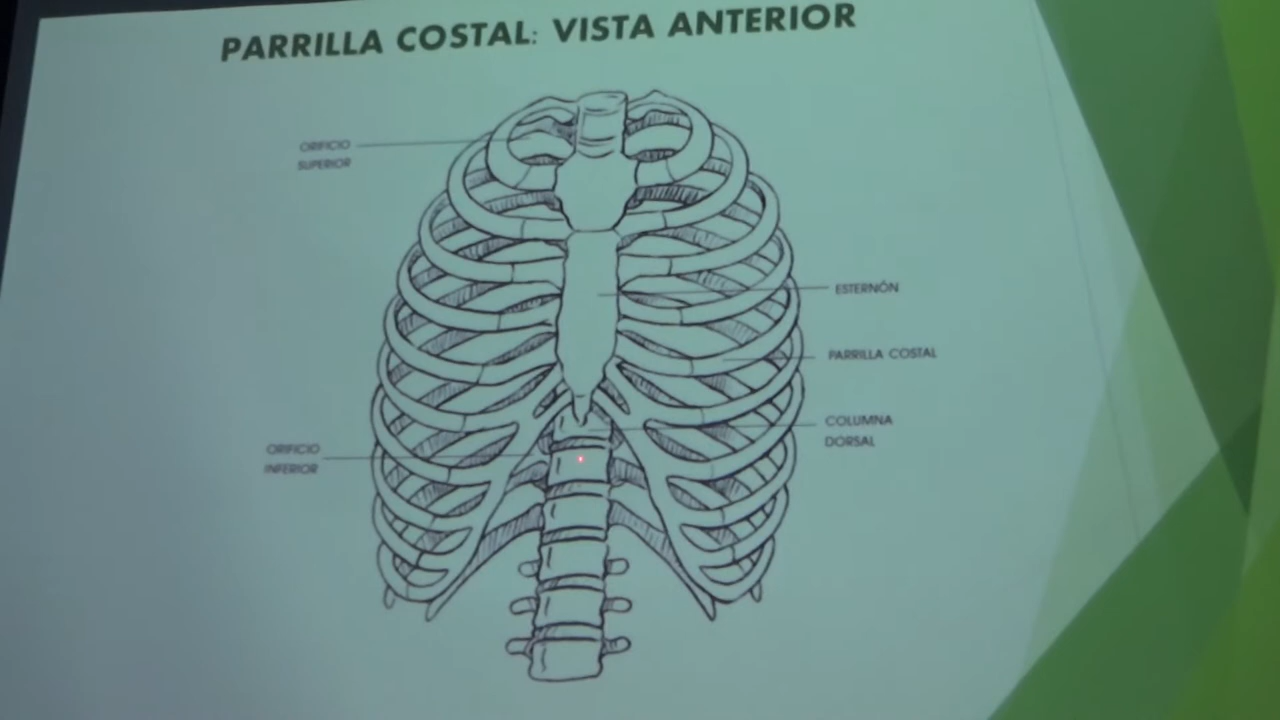 PARRILLA COSTAL: VISTA ANTERIOR
ORIFICIO
SUPERIOR
ESTERNÓN
PARRILLA COSTAL
COLUMNA
DORSAL
ORIFICIO
INFERIOR